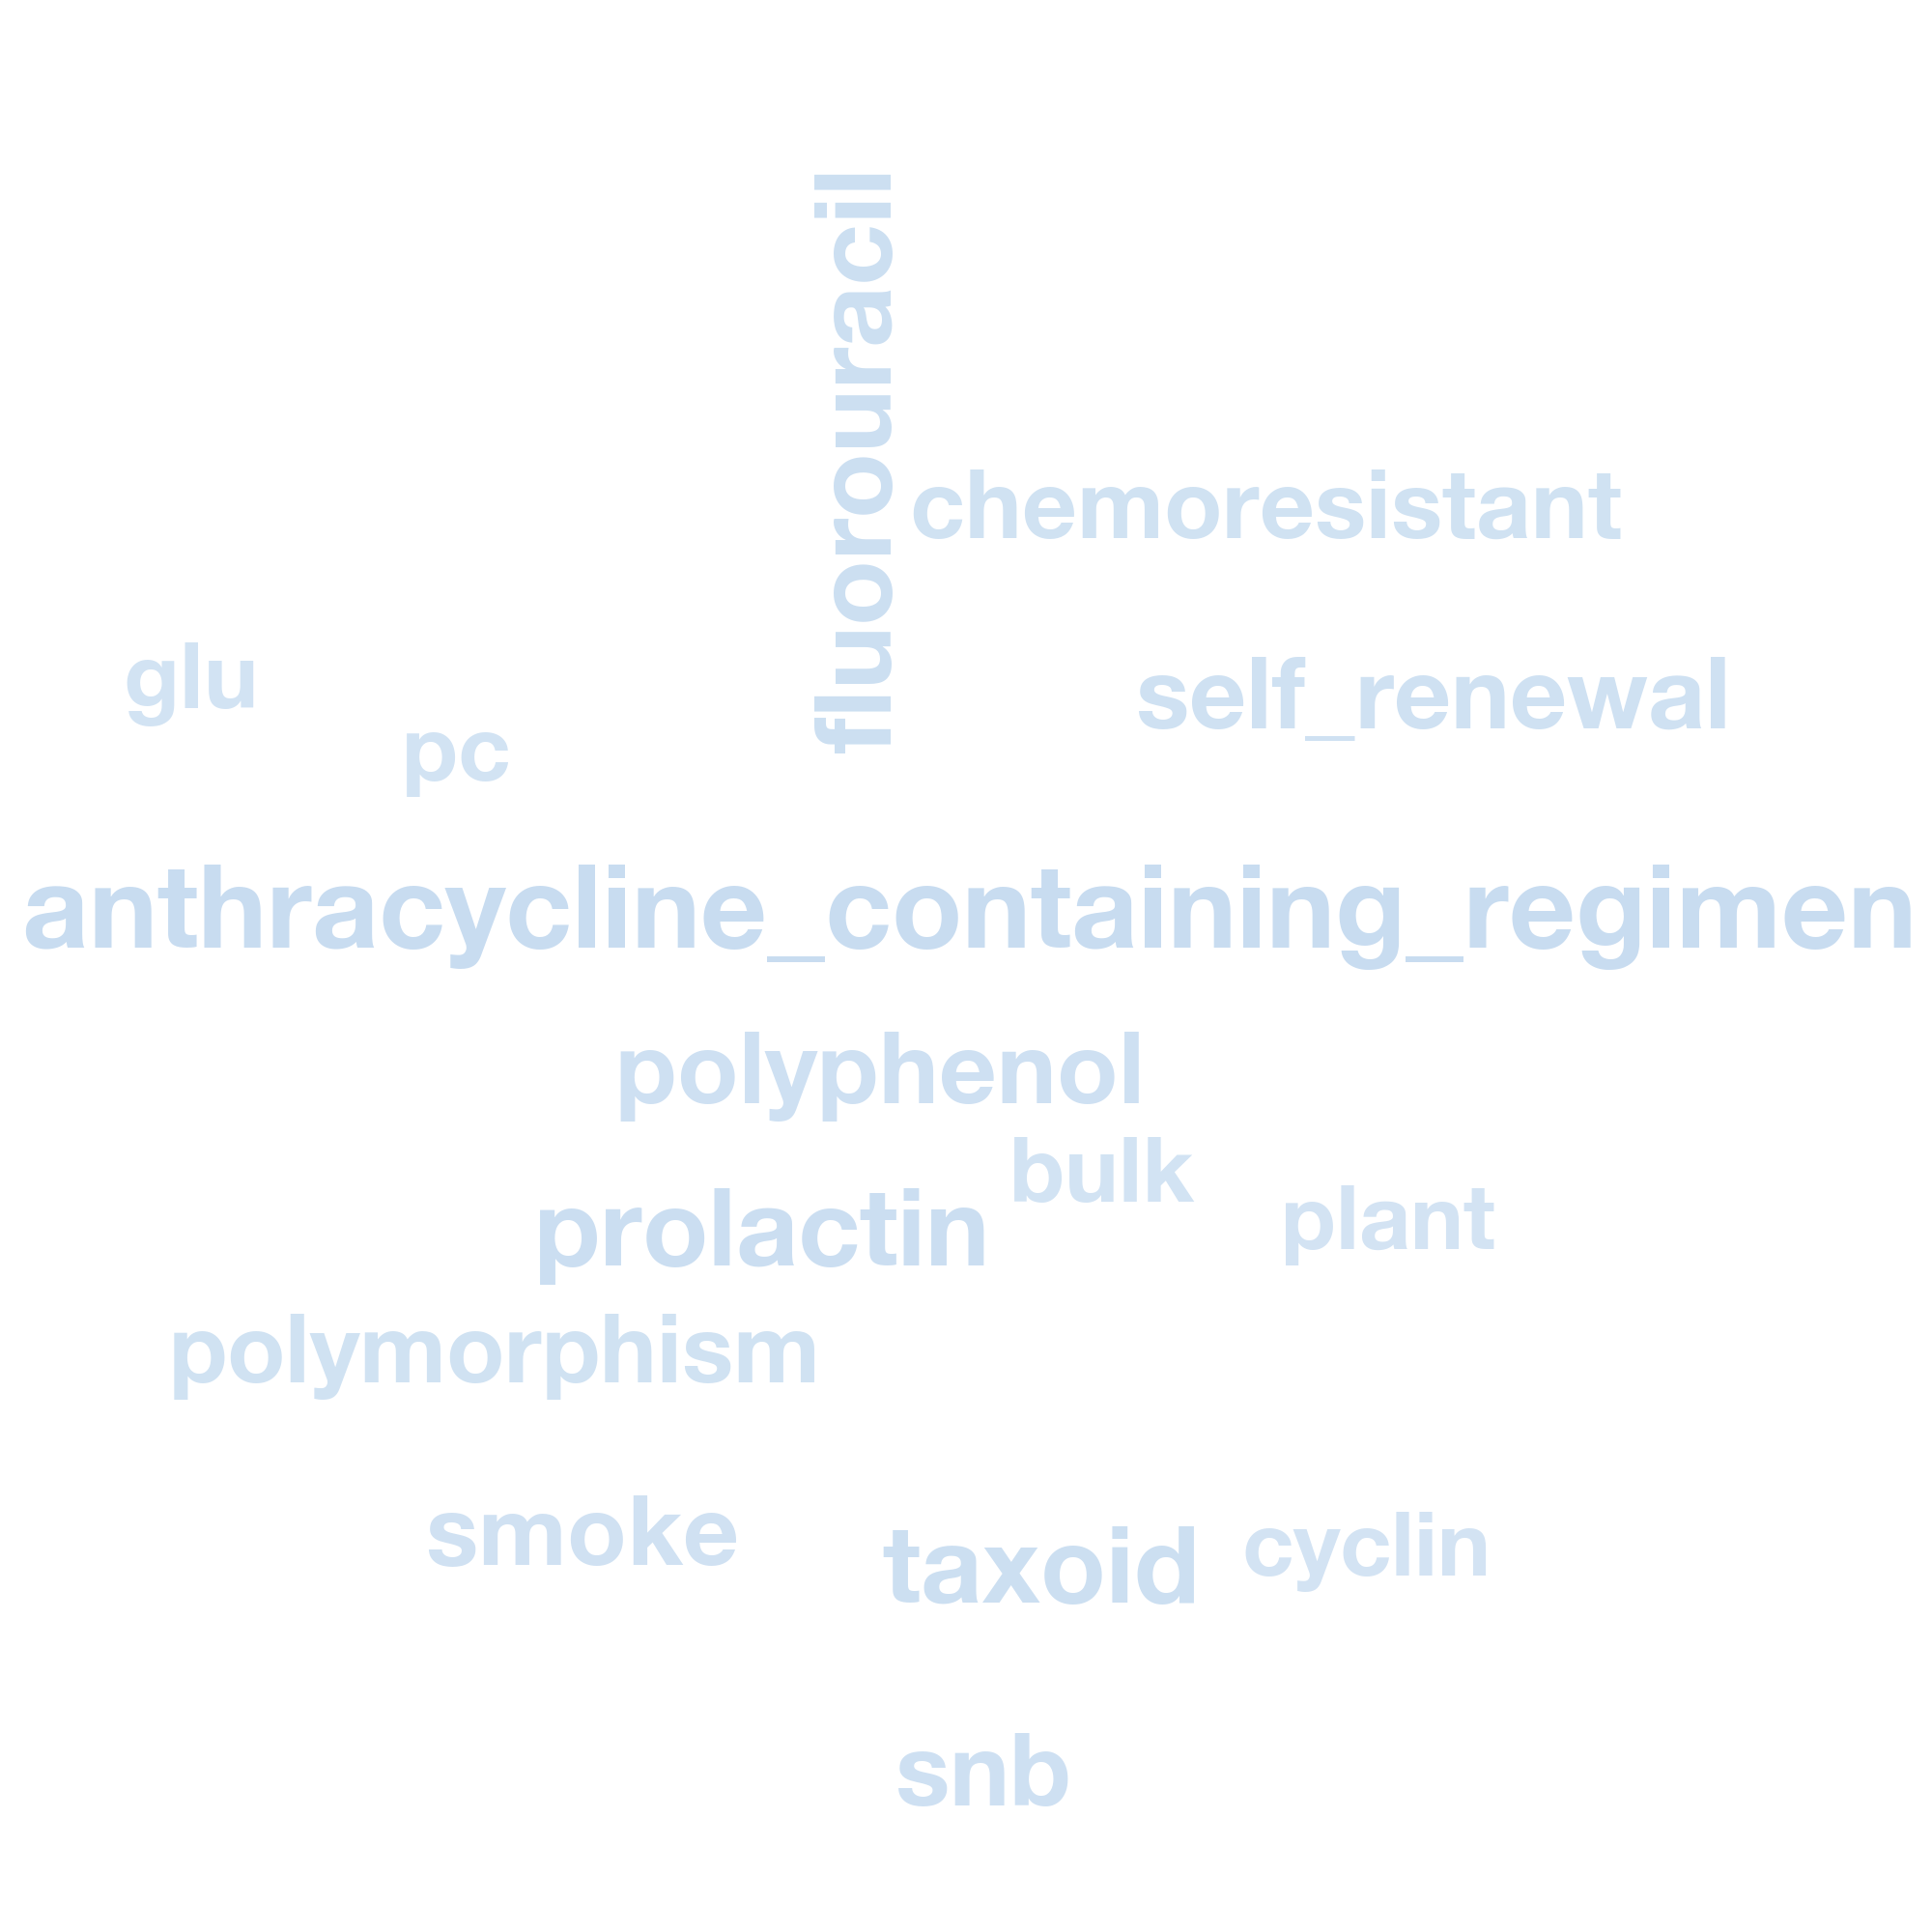 fluorouracil
chemoresistant
glu
self_renewal
pc
anthracycline_containing_regimen
polyphenol
bulk
plant
prolactin
polymorphism
smoke
taxoid
cyclin
snb